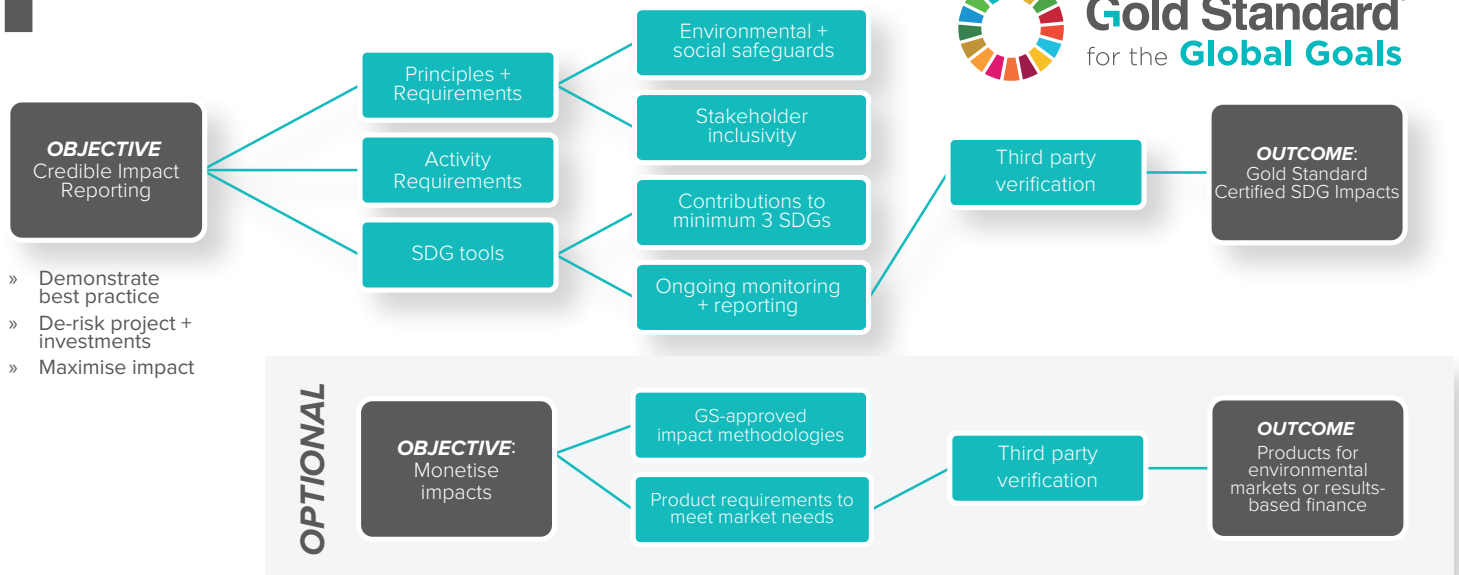 Gold Standard
for the Global Goals
OBJECTIVE
Credible Impact
Reporting
» Demonstrate
best practice
» De-risk project +
investments
» Maximise impact
Principles +
Requirements
Activity
Requirements
SDG tools
Environmental +
social safeguards
Stakeholder
inclusivity
Contributions to
minimum 3 SDGs
Ongoing monitoring
+ reporting
Third party
verification
OUTCOME:
Gold Standard
Certified SDG Impacts
OPTIONAL
OBJECTIVE:
Monetise
impacts
GS-approved
impact methodologies
Product requirements to
meet market needs
Third party
verification
OUTCOME
Products for
environmental
markets or results-
based finance